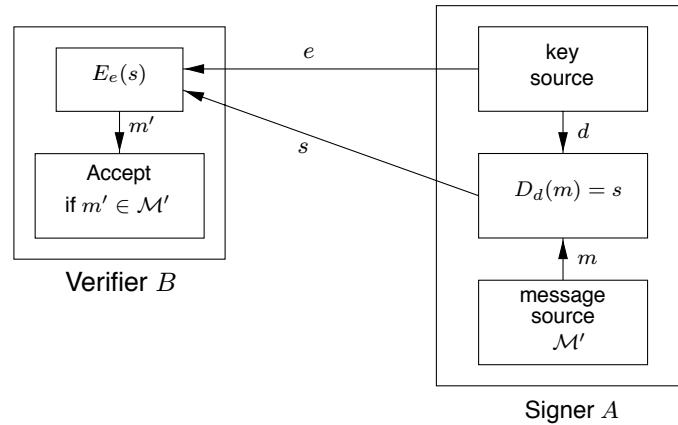 E_e(s)
m′
Accept
if m′ ∈ ℳ′
Verifier B
e
s
key
source
d
D_d(m) = s
m
message
source
ℳ′
Signer A